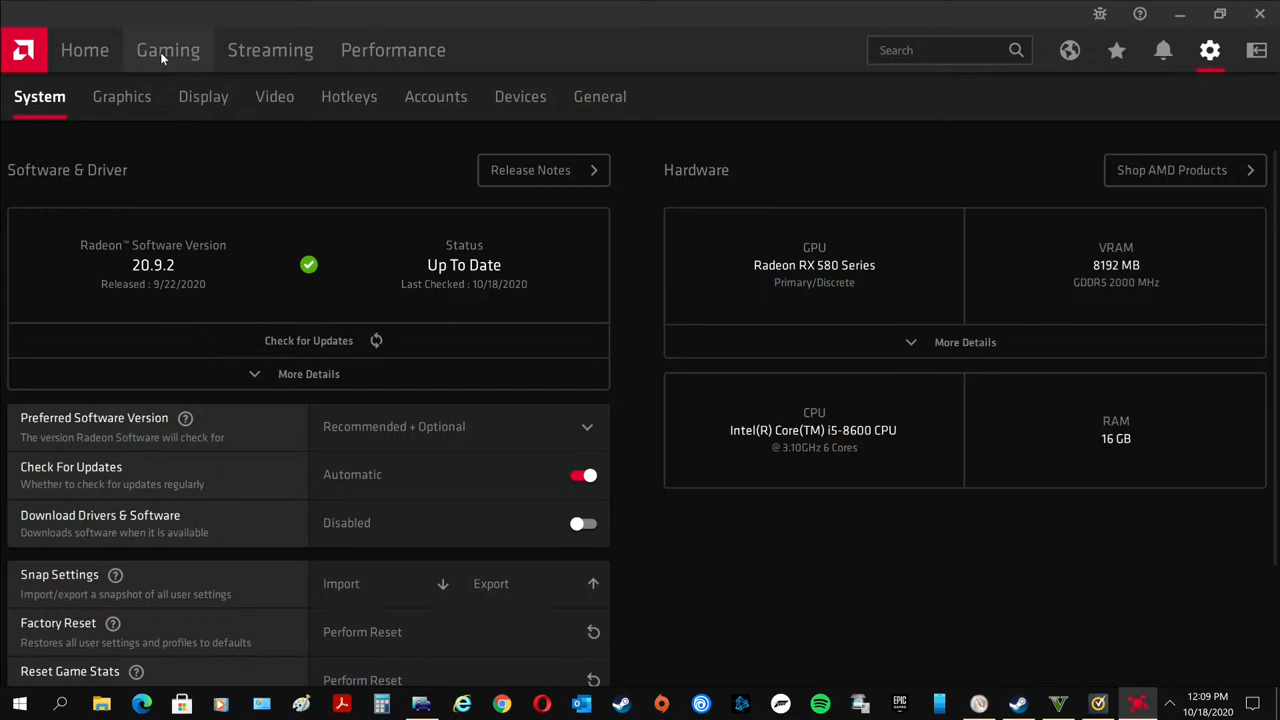 Home Gaming Streaming Performance Search
System Graphics Display Video Hotkeys Accounts Devices General
Software & Driver
Release Notes
Radeon™ Software Version
20.9.2
Released : 9/22/2020
Status
Up To Date
Last Checked : 10/18/2020
Check for Updates
More Details
Preferred Software Version
The version Radeon Software will check for
Recommended + Optional
Check For Updates
Whether to check for updates regularly
Automatic
Download Drivers & Software
Downloads software when it is available
Disabled
Snap Settings
Import/export a snapshot of all user settings
Import
Export
Factory Reset
Restores all user settings and profiles to defaults
Perform Reset
Reset Game Stats
Perform Reset
Hardware
Shop AMD Products
GPU
Radeon RX 580 Series
Primary/Discrete
VRAM
8192 MB
GDDR5 2000 MHz
More Details
CPU
Intel(R) Core(TM) i5-8600 CPU
@ 3.10GHz 6 Cores
RAM
16 GB
EPIC
12:09 PM
10/18/2020